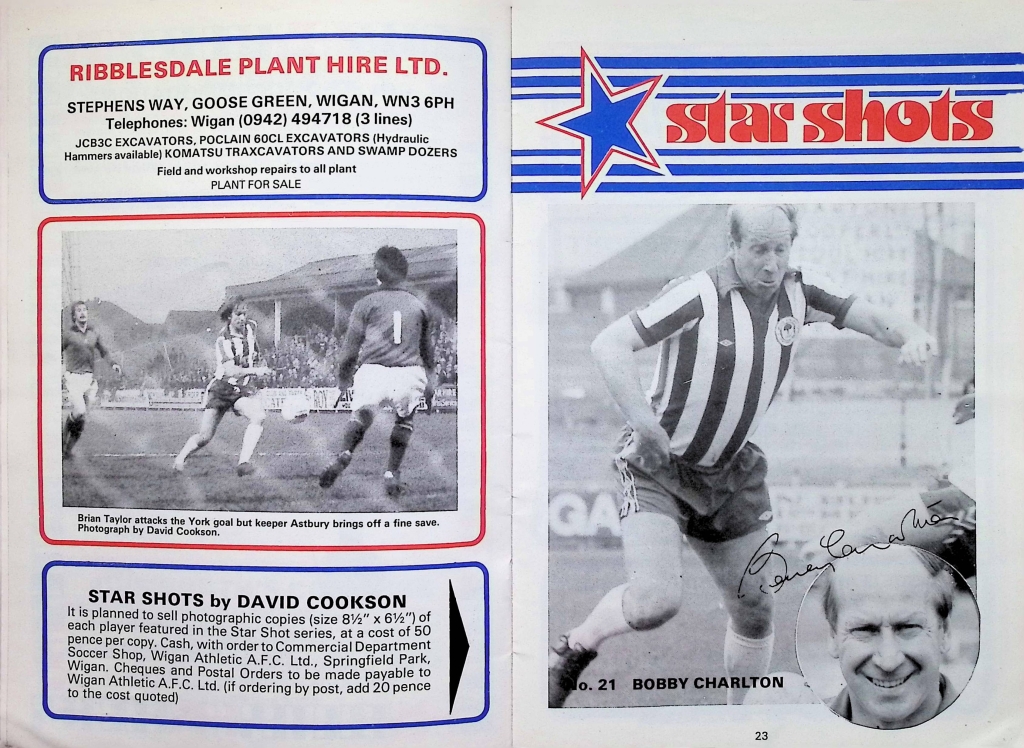 RIBBLESDALE PLANT HIRE LTD.
STEPHENS WAY, GOOSE GREEN, WIGAN, WN3 6PH
Telephones: Wigan (0942) 494718 (3 lines)
JCB3C EXCAVATORS, POCLAIN 60CL EXCAVATORS (Hydraulic
Hammers available) KOMATSU TRAXCAVATORS AND SWAMP DOZERS
Field and workshop repairs to all plant
PLANT FOR SALE
1
Brian Taylor attacks the York goal but keeper Astbury brings off a fine save.
Photograph by David Cookson.
STAR SHOTS by DAVID COOKSON
It is planned to sell photographic copies (size 8½” x 6½”) of
each player featured in the Star Shot series, at a cost of 50
pence per copy. Cash, with order to Commercial Department
Soccer Shop, Wigan Athletic A.F.C. Ltd., Springfield Park,
Wigan. Cheques and Postal Orders to be made payable to
Wigan Athletic A.F.C. Ltd. (if ordering by post, add 20 pence
to the cost quoted)
star shots
Bobby Charlton
No. 21 BOBBY CHARLTON
23